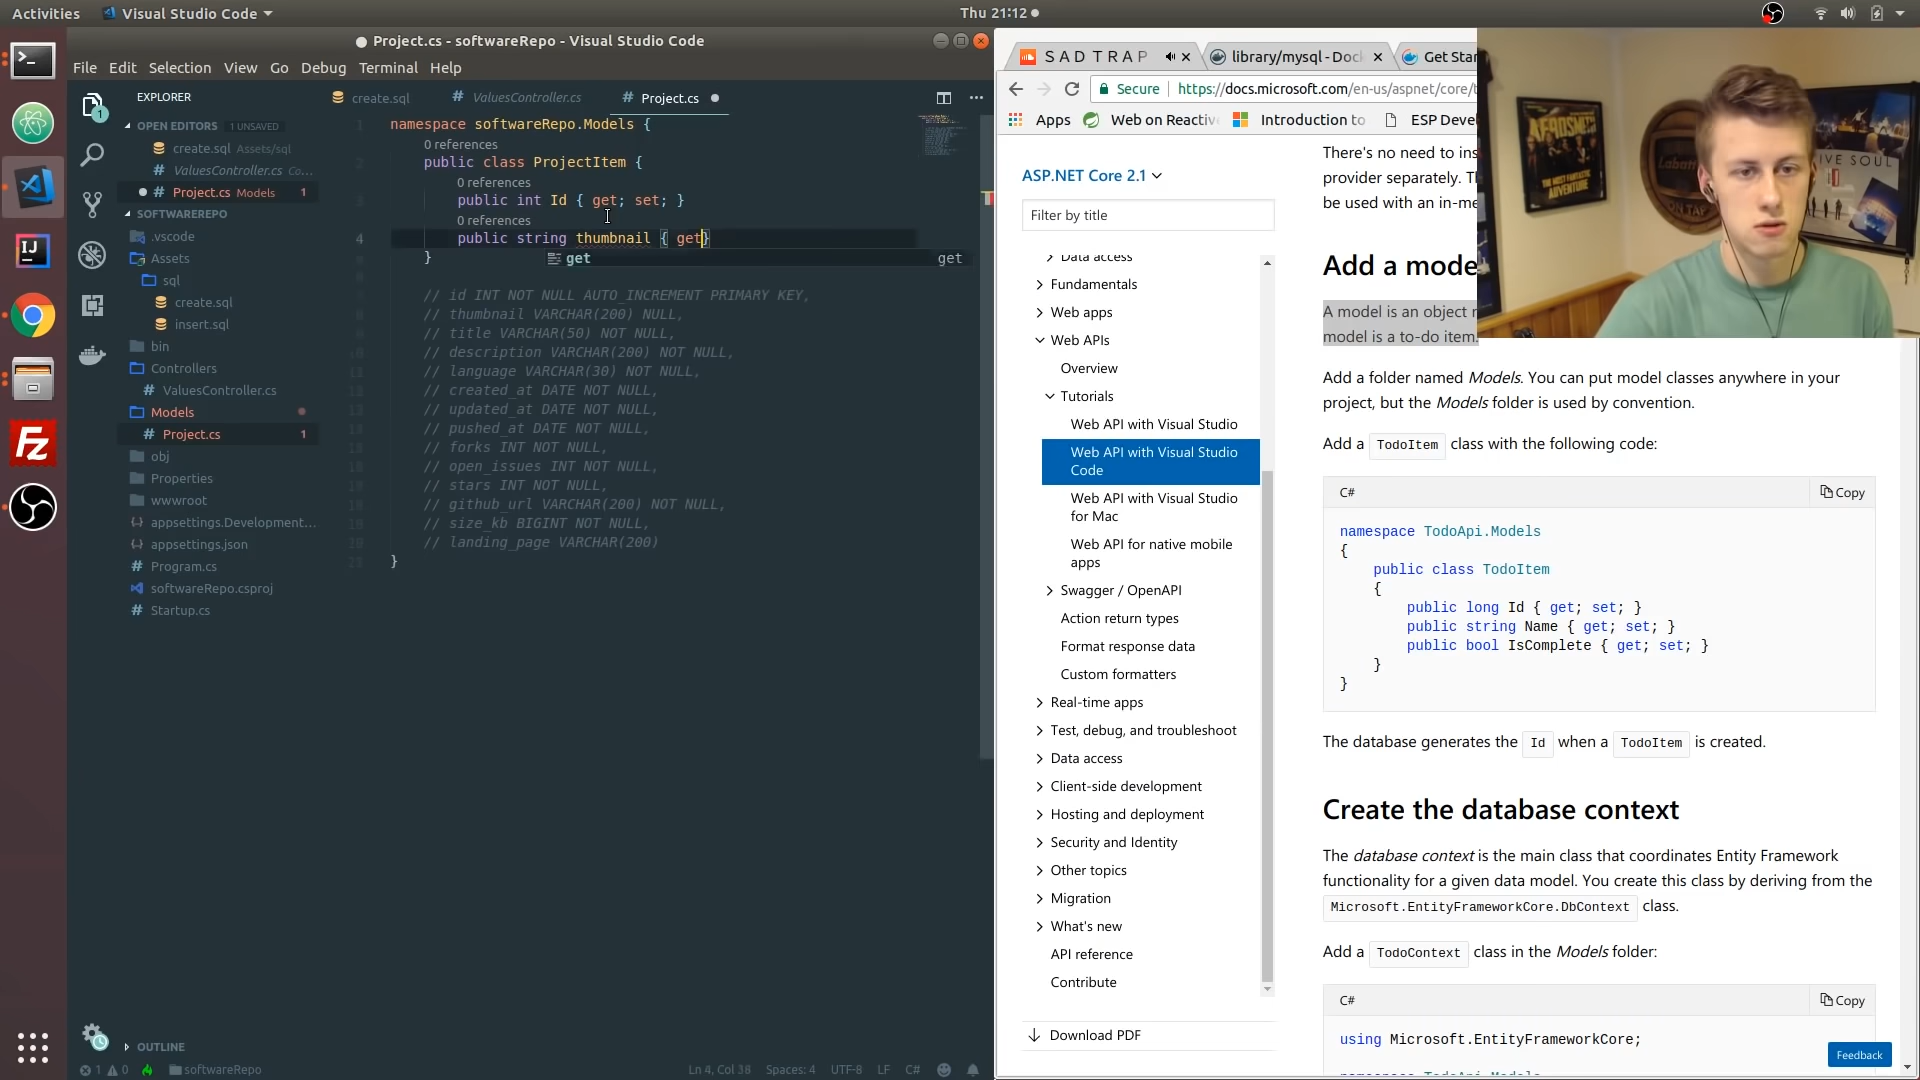 Activities
Visual Studio Code
Thu 21:12
Project.cs - softwareRepo - Visual Studio Code
File Edit Selection View Go Debug Terminal Help
EXPLORER
OPEN EDITORS 1 UNSAVED
create.sql Assets/sql
ValuesController.cs Co...
Project.cs Models 1
SOFTWAREREPO
.vscode
Assets
sql
create.sql
insert.sql
bin
Controllers
ValuesController.cs
Models
Project.cs 1
obj
Properties
wwwroot
appsettings.Development...
appsettings.json
Program.cs
softwareRepo.csproj
Startup.cs
OUTLINE
create.sql
ValuesController.cs
Project.cs
namespace softwareRepo.Models {
0 references
public class ProjectItem {
0 references
public int Id { get; set; }
0 references
4 public string thumbnail { get}
get get
}
// id INT NOT NULL AUTO_INCREMENT PRIMARY KEY,
// thumbnail VARCHAR(200) NULL,
// title VARCHAR(50) NOT NULL,
// description VARCHAR(200) NOT NULL,
// language VARCHAR(30) NOT NULL,
// created_at DATE NOT NULL,
// updated_at DATE NOT NULL,
// pushed_at DATE NOT NULL,
// forks INT NOT NULL,
// open_issues INT NOT NULL,
// stars INT NOT NULL,
// github_url VARCHAR(200) NOT NULL,
// size_kb BIGINT NOT NULL,
// landing_page VARCHAR(200)
}
1 0 softwareRepo
Ln 4, Col 38 Spaces: 4 UTF-8 LF C#
S A D T R A P
library/mysql - Doc
Get Star
Secure https://docs.microsoft.com/en-us/aspnet/core/t
Apps Web on Reactiv Introduction to ESP Deve
ASP.NET Core 2.1
Filter by title
Data access
Fundamentals
Web apps
Web APIs
Overview
Tutorials
Web API with Visual Studio
Web API with Visual Studio
Code
Web API with Visual Studio
for Mac
Web API for native mobile
apps
Swagger / OpenAPI
Action return types
Format response data
Custom formatters
Real-time apps
Test, debug, and troubleshoot
Data access
Client-side development
Hosting and deployment
Security and Identity
Other topics
Migration
What's new
API reference
Contribute
Download PDF
There's no need to ins
provider separately. T
be used with an in-me
Add a mode
A model is an object r
model is a to-do item.
Add a folder named Models. You can put model classes anywhere in your
project, but the Models folder is used by convention.
Add a TodoItem class with the following code:
C# Copy
namespace TodoApi.Models
{
public class TodoItem
{
public long Id { get; set; }
public string Name { get; set; }
public bool IsComplete { get; set; }
}
}
The database generates the Id when a TodoItem is created.
Create the database context
The database context is the main class that coordinates Entity Framework
functionality for a given data model. You create this class by deriving from the
Microsoft.EntityFrameworkCore.DbContext class.
Add a TodoContext class in the Models folder:
C# Copy
using Microsoft.EntityFrameworkCore;
Feedback
AEROSMITH
Labatt
ON TAP
LIVE SOUL